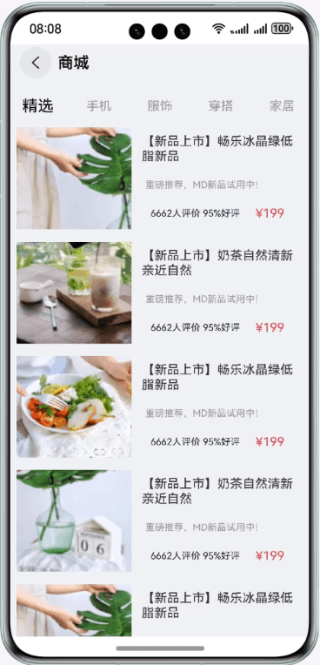 08:08
100
商城
精选 手机 服饰 穿搭 家居
【新品上市】畅乐冰晶绿低
脂新品
重磅推荐，MD新品试用中！
6662人评价 95%好评 ¥199
【新品上市】奶茶自然清新
亲近自然
重磅推荐，MD新品试用中！
6662人评价 95%好评 ¥199
【新品上市】畅乐冰晶绿低
脂新品
重磅推荐，MD新品试用中！
6662人评价 95%好评 ¥199
【新品上市】奶茶自然清新
亲近自然
重磅推荐，MD新品试用中！
06
6662人评价 95%好评 ¥199
【新品上市】畅乐冰晶绿低
脂新品